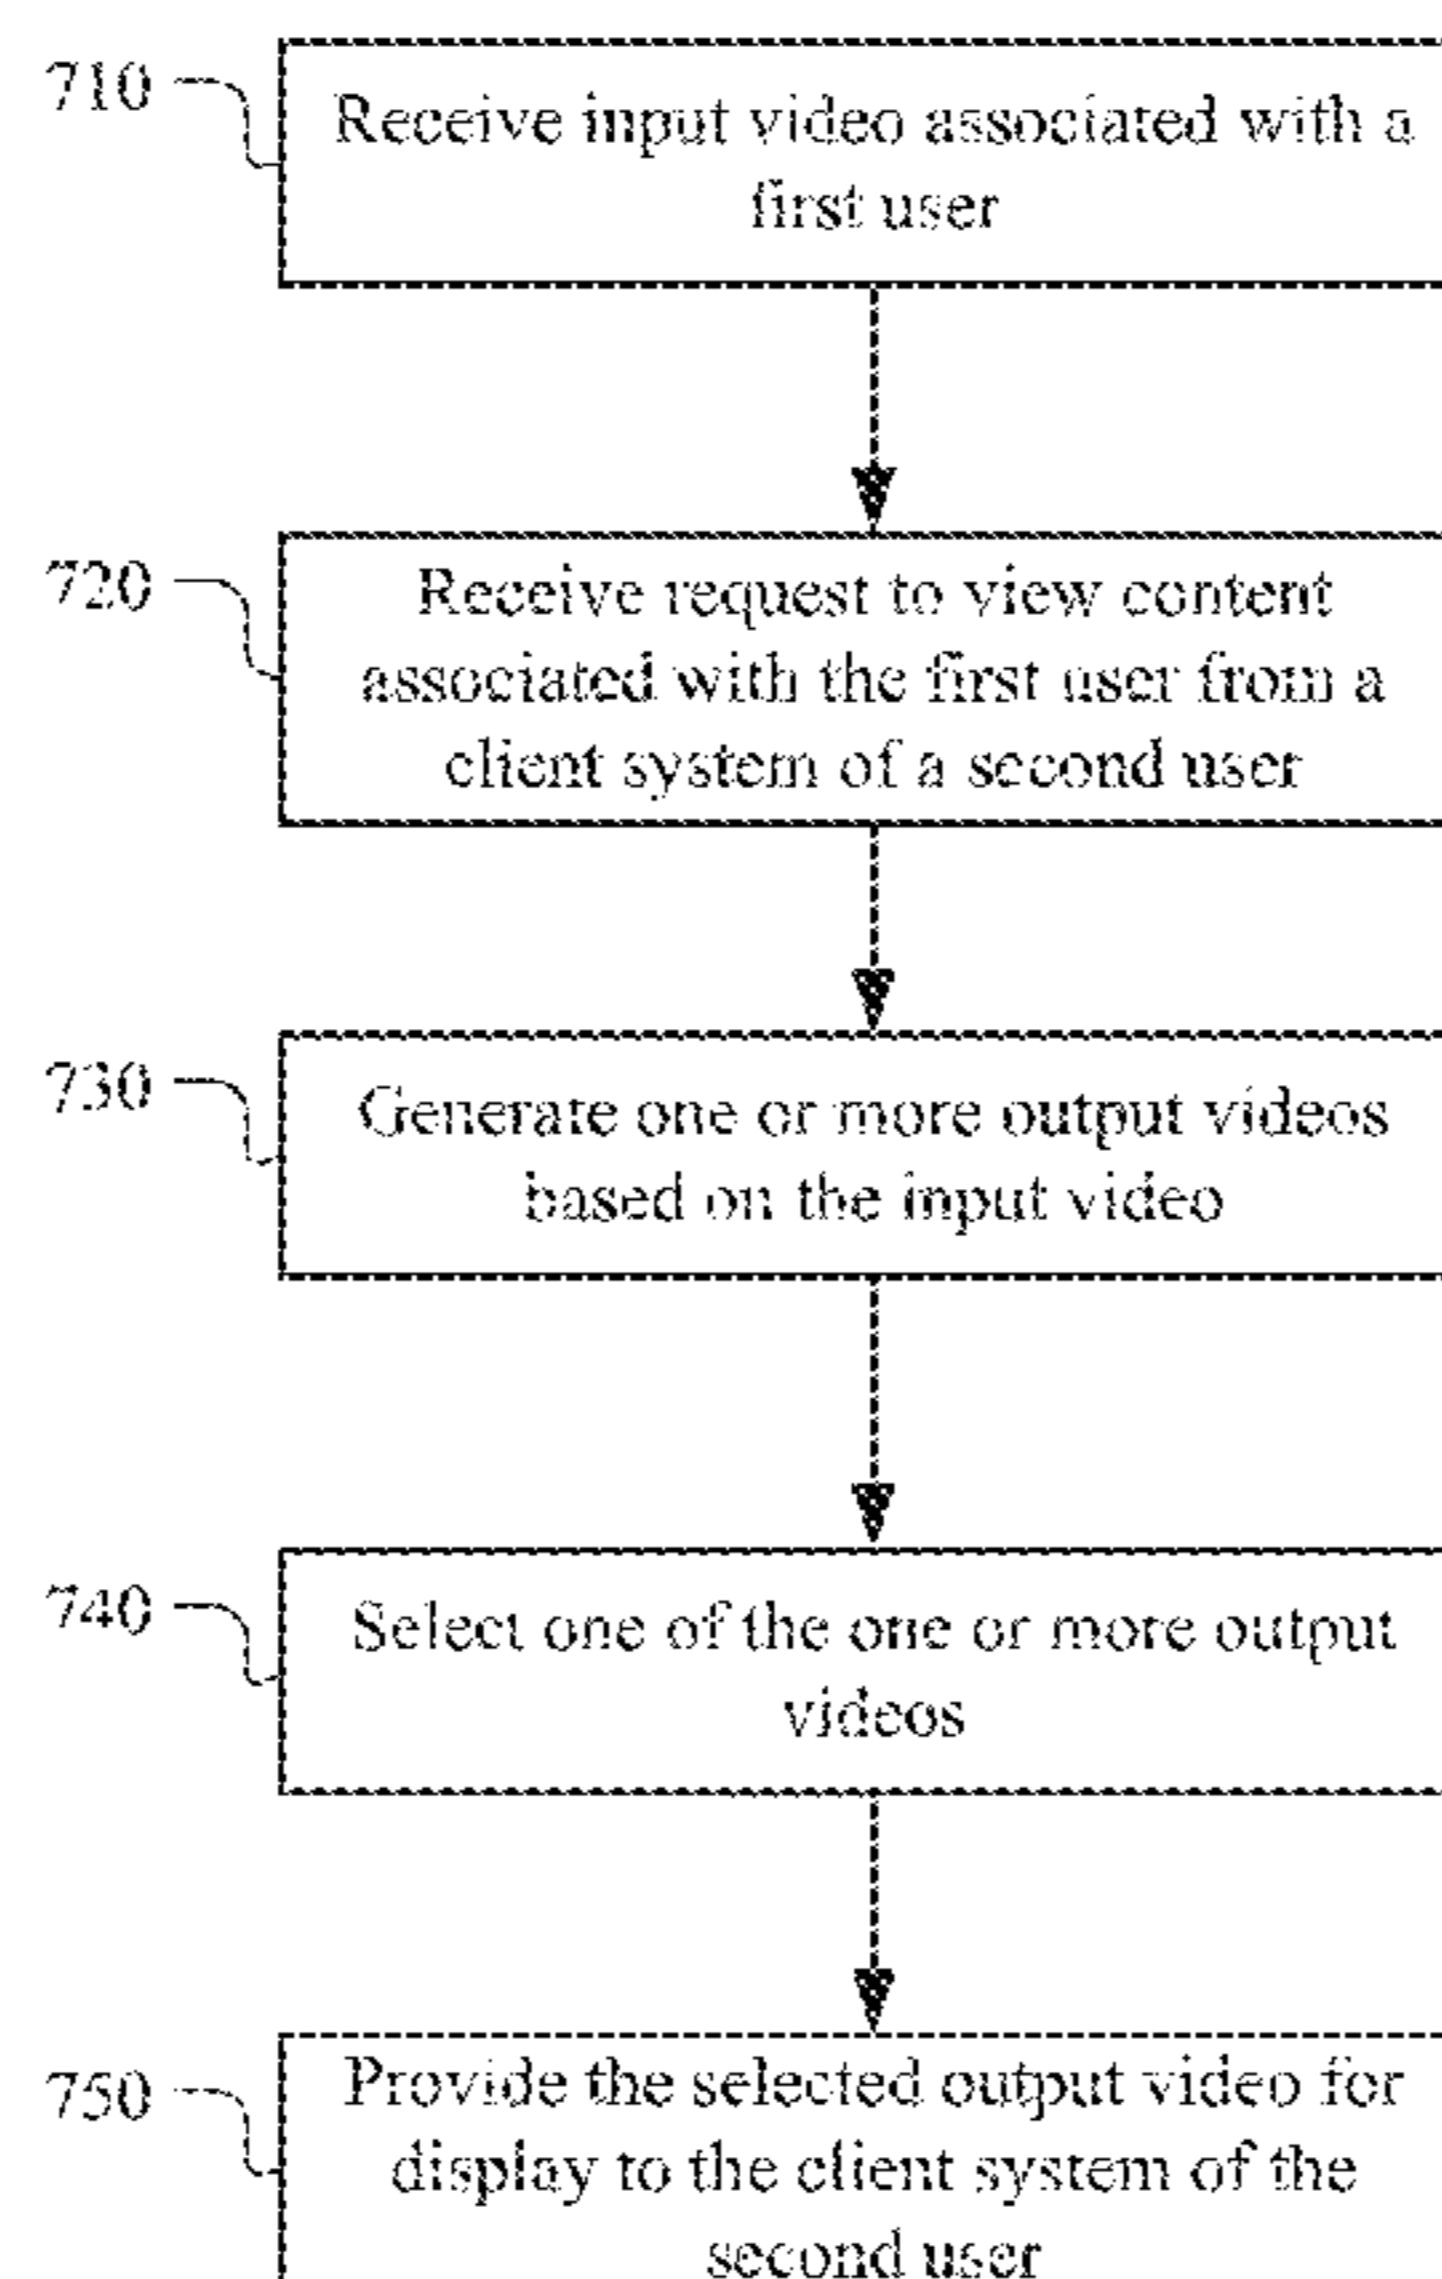 710
Receive input video associated with a
first user
720
Receive request to view content
associated with the first user from a
client system of a second user
730
Generate one or more output videos
based on the input video
740
Select one of the one or more output
videos
750
Provide the selected output video for
display to the client system of the
second user